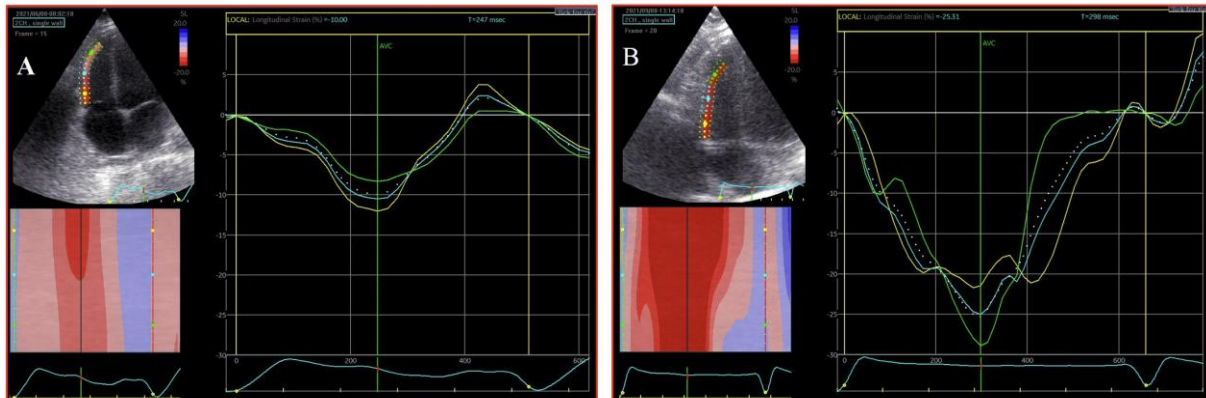 A
2CH, single wall
Frame = 15
SL
20.0
-20.0
%
LOCAL: Longitudinal Strain (%) =-10.00
T=247 msec
AVC
0
-5
-10
-15
-20
-25
-30
0
200
400
600
B
2CH, single wall
Frame = 20
SL
20.0
-20.0
%
LOCAL: Longitudinal Strain (%) =-25.31
T=298 msec
AVC
5
0
-5
-10
-15
-20
-25
-30
0
200
400
600